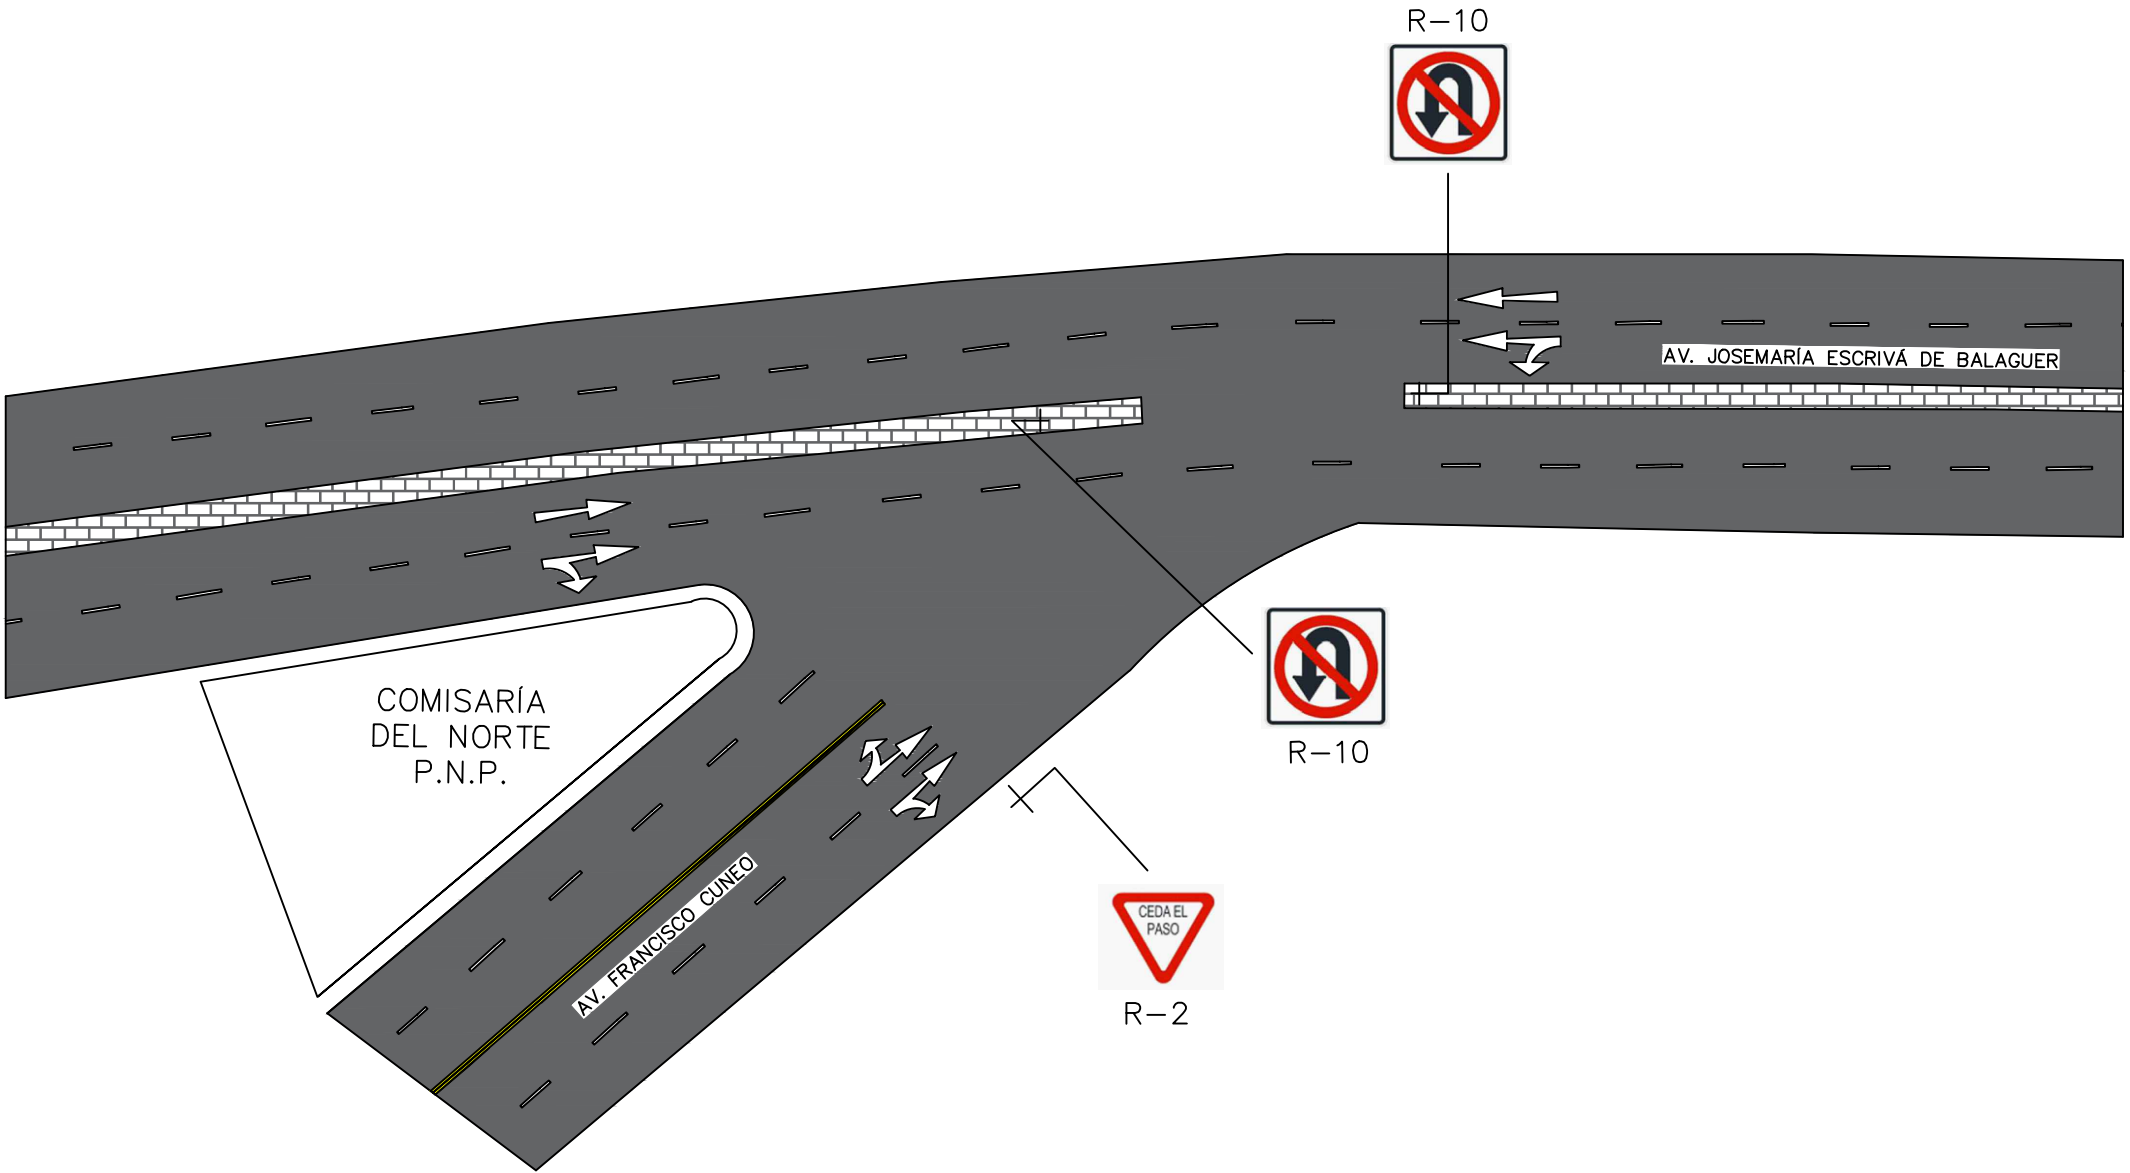 R-10
AV. JOSEMARÍA ESCRIVÁ DE BALAGUER
COMISARÍA
DEL NORTE
P.N.P.
R-10
AV. FRANCISCO CUNEO
CEDA EL
PASO
R-2